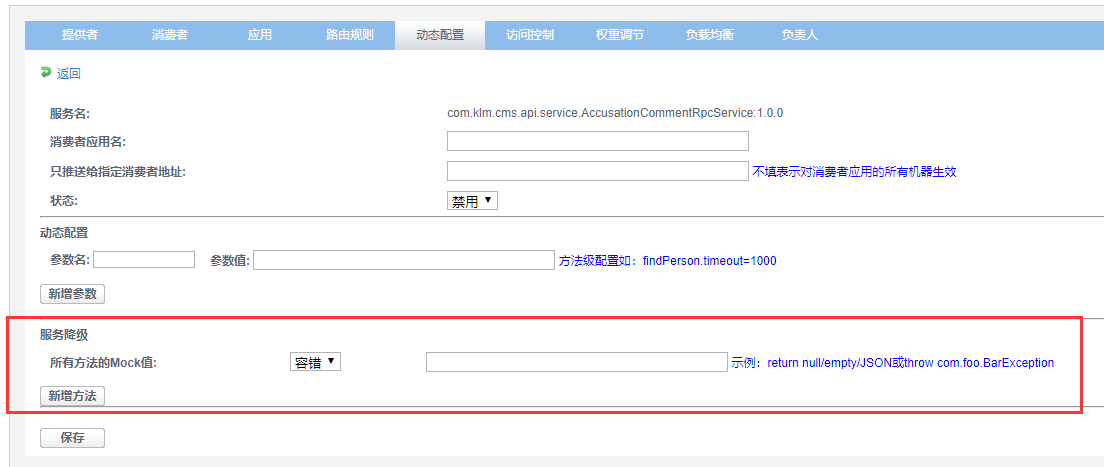 提供者 消费者 应用 路由规则 动态配置 访问控制 权重调节 负载均衡 负责人
返回
服务名: com.klm.cms.api.service.AccusationCommentRpcService:1.0.0
消费者应用名:
只推送给指定消费者地址: 不填表示对消费者应用的所有机器生效
状态: 禁用
动态配置
参数名: 参数值: 方法级配置如：findPerson.timeout=1000
新增参数
服务降级
所有方法的Mock值: 容错 示例：return null/empty/JSON或throw com.foo.BarException
新增方法
保存